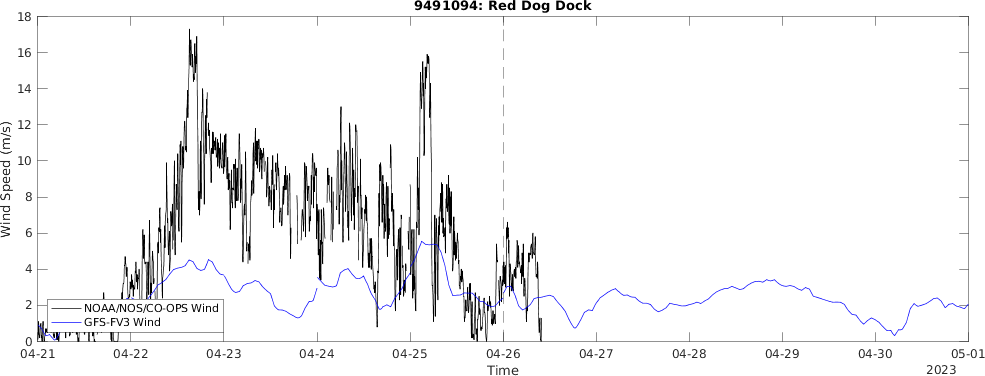 9491094: Red Dog Dock
Wind Speed (m/s)
18
16
14
12
10
8
6
4
2
0
NOAA/NOS/CO-OPS Wind
GFS-FV3 Wind
04-21 04-22 04-23 04-24 04-25 04-26 04-27 04-28 04-29 04-30 05-01
Time
2023